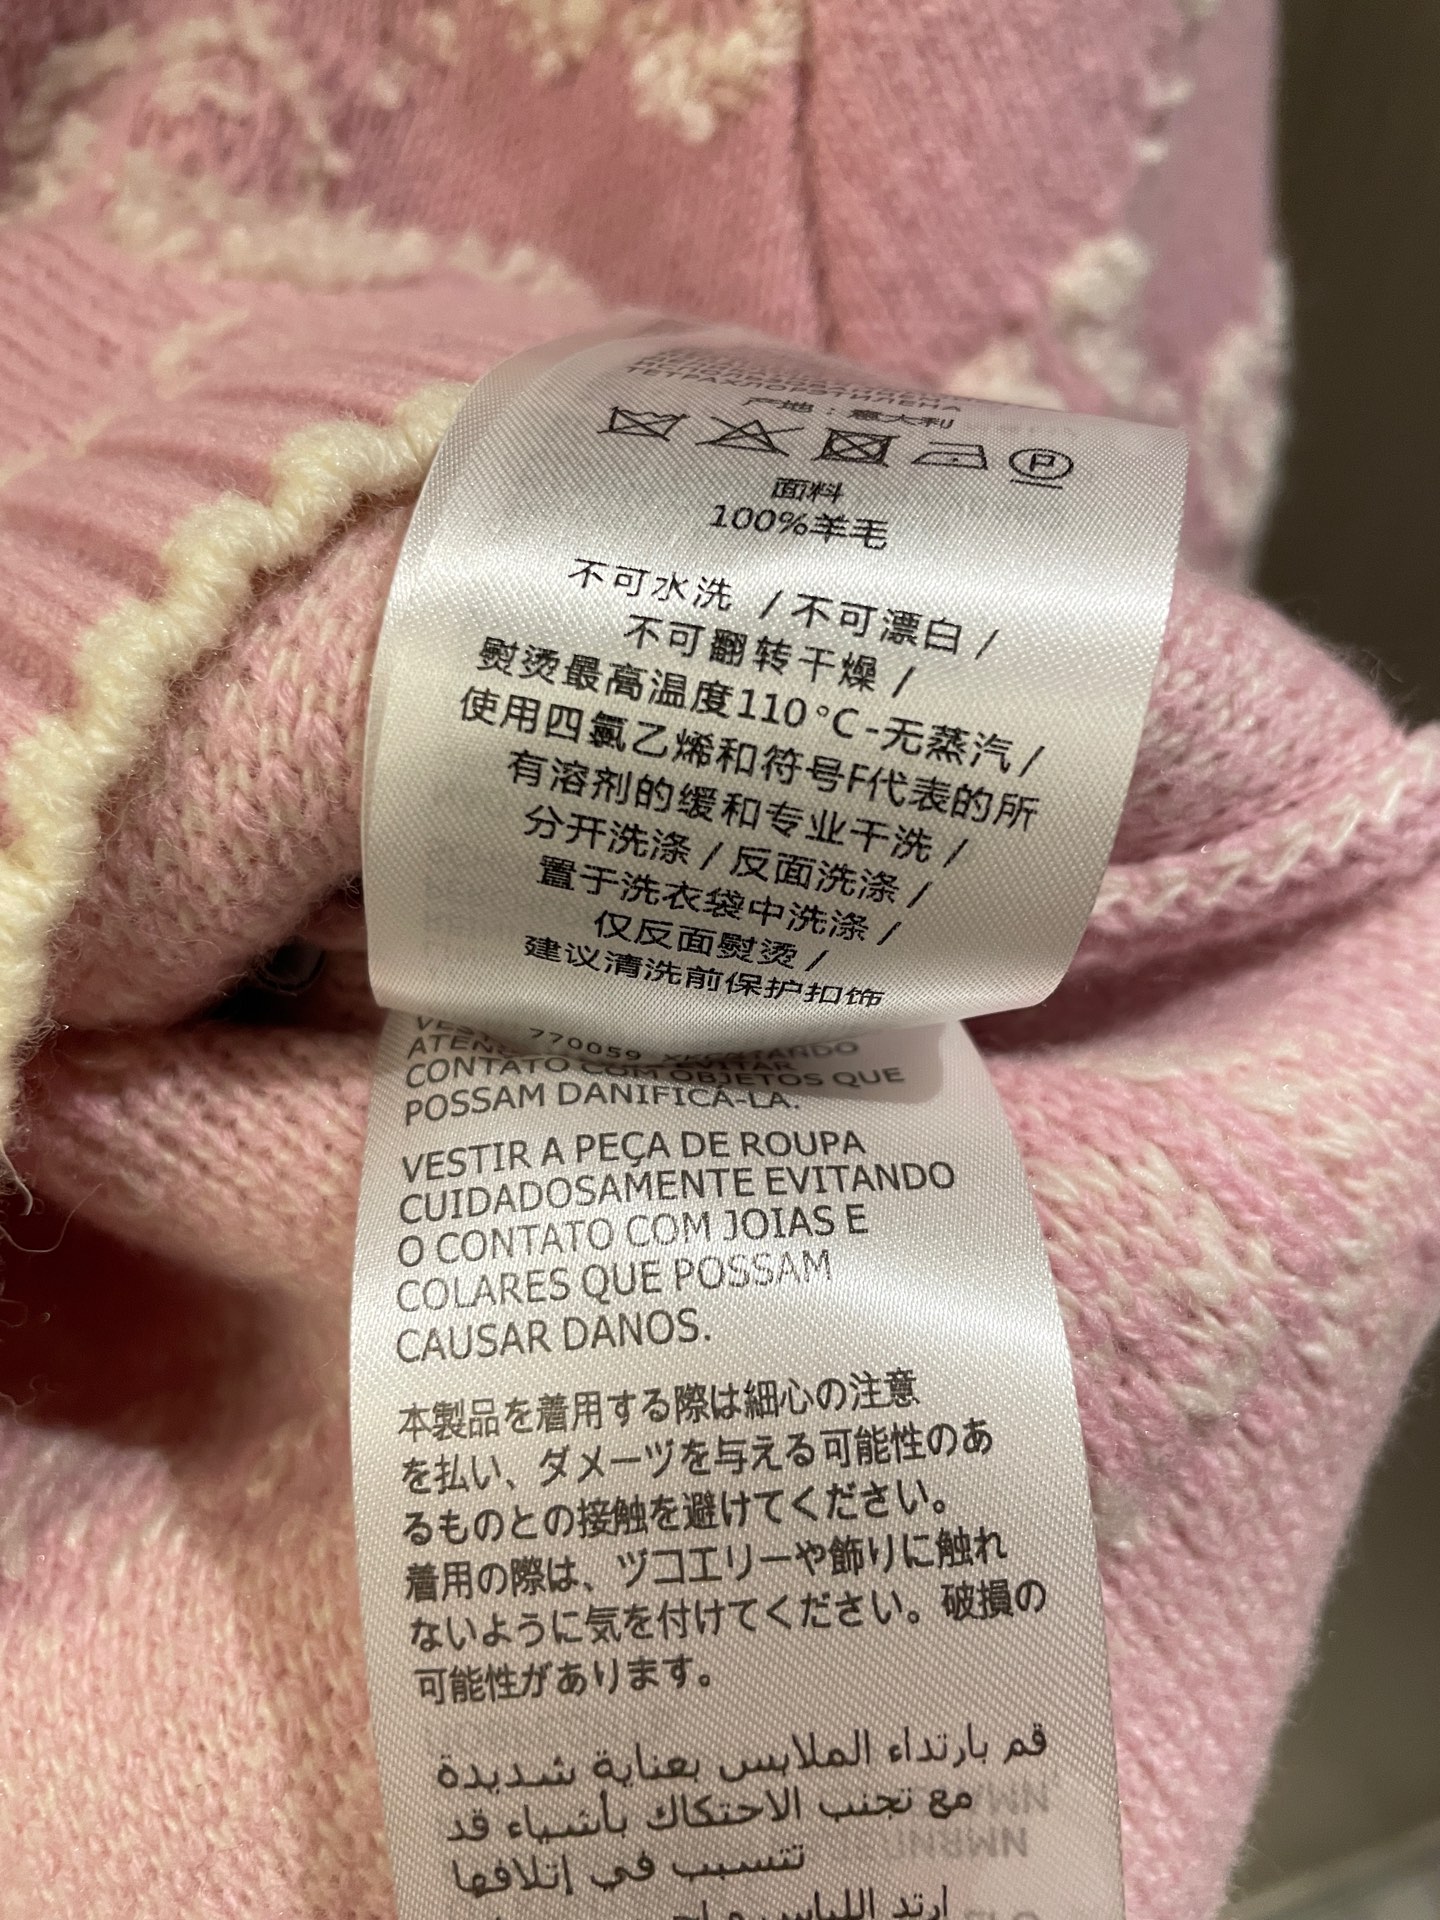 ТЕТРАХЛОРЭТИЛЕНА
产地：意大利
P
面料
100%羊毛
不可水洗 /不可漂白 /
不可翻转干燥 /
熨烫最高温度110°C-无蒸汽/
使用四氯乙烯和符号F代表的所
有溶剂的缓和专业干洗 /
分开洗涤 / 反面洗涤 /
置于洗衣袋中洗涤 /
仅反面熨烫 /
建议清洗前保护扣饰
770059
CONTATO COM OBJETOS QUE
POSSAM DANIFICÁ-LA.
VESTIR A PEÇA DE ROUPA
CUIDADOSAMENTE EVITANDO
O CONTATO COM JOIAS E
COLARES QUE POSSAM
CAUSAR DANOS.
本製品を着用する際は細心の注意
を払い、ダメーツを与える可能性のあ
るものとの接触を避けてください。
着用の際は、ツコエリーや飾りに触れ
ないように気を付けてください。破損の
可能性があります。
قم بارتداء الملابس بعناية شديدة
مع تجنب الاحتكاك بأشياء قد
تتسبب في إتلافها
ارتد اللباس